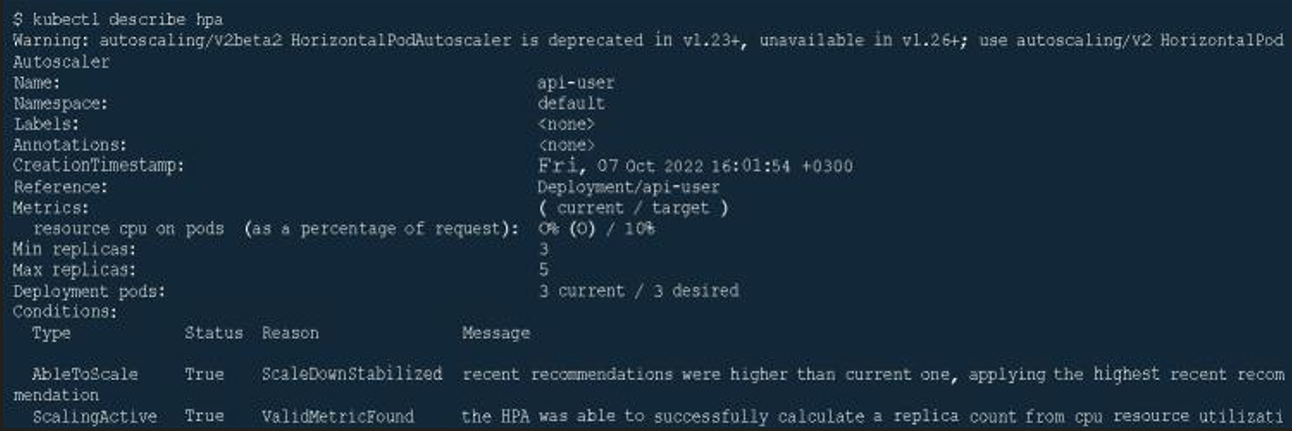 $ kubectl describe hpa
Warning: autoscaling/v2beta2 HorizontalPodAutoscaler is deprecated in v1.23+, unavailable in v1.26+; use autoscaling/v2 HorizontalPod
Autoscaler
Name: api-user
Namespace: default
Labels: <none>
Annotations: <none>
CreationTimestamp: Fri, 07 Oct 2022 16:01:54 +0300
Reference: Deployment/api-user
Metrics: ( current / target )
resource cpu on pods (as a percentage of request): 0% (0) / 10%
Min replicas: 3
Max replicas: 5
Deployment pods: 3 current / 3 desired
Conditions:
Type Status Reason Message
AbleToScale True ScaleDownStabilized recent recommendations were higher than current one, applying the highest recent recom
mendation
ScalingActive True ValidMetricFound the HPA was able to successfully calculate a replica count from cpu resource utilizati